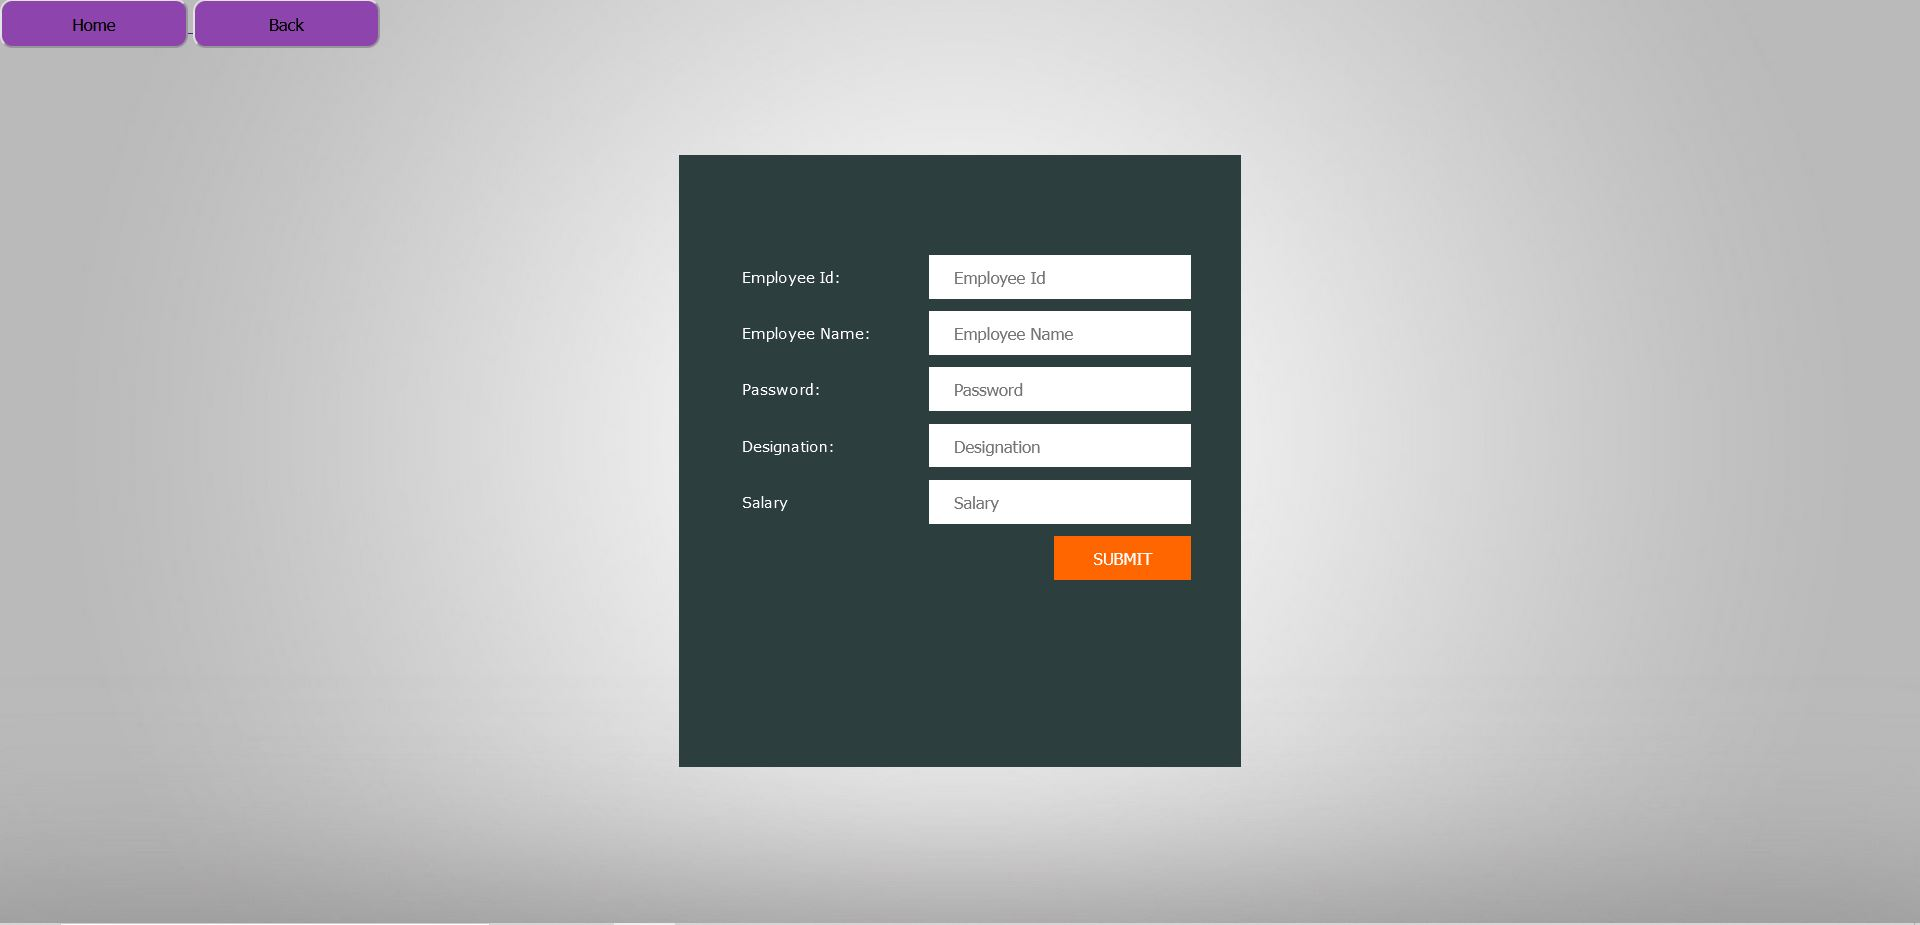 Home Back
Employee Id: Employee Id
Employee Name: Employee Name
Password: Password
Designation: Designation
Salary Salary
SUBMIT